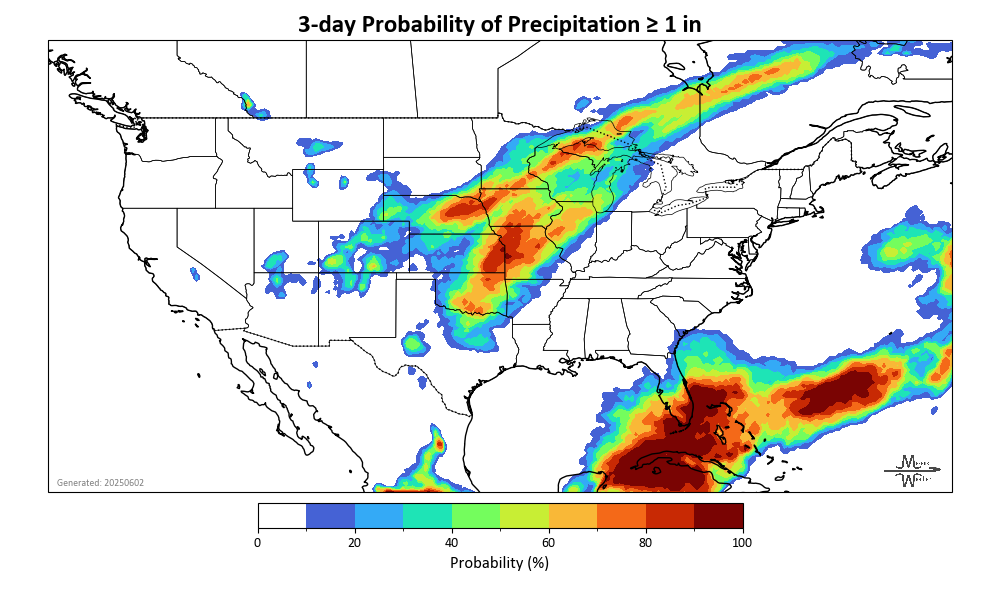 3-day Probability of Precipitation ≥ 1 in
Generated: 20250602
0 20 40 60 80 100
Probability (%)